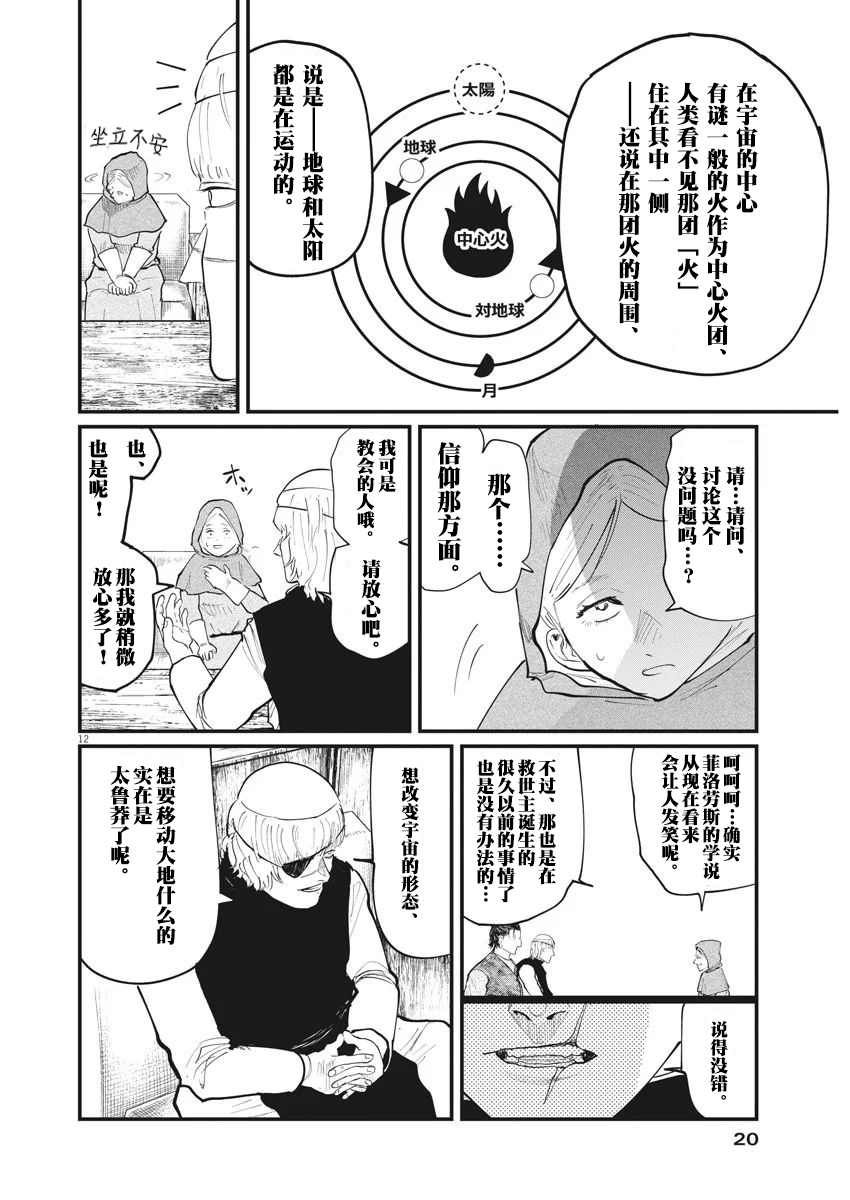 在宇宙的中心
有谜一般的火作为中心火团、
人类看不见那团「火」
住在其中一侧
——还说在那团火的周围、
太陽
地球
中心火
対地球
月
说是——地球和太阳
都是在运动的。
坐立不安
请…请问、
讨论这个
没问题吗…?
那个……
信仰那方面。
我可是
教会的人哦。
请放心吧。
ホッ
也、
也是呢！
那我就稍微
放心多了！
12
呵呵呵…确实
菲洛劳斯的学说
从现在看来
会让人发笑呢。
不过、那也是在
救世主诞生的
很久以前的事情了
也是没有办法的…
说得没错。
想改变宇宙的形态、
想要移动大地什么的
实在是
太鲁莽了呢。
20